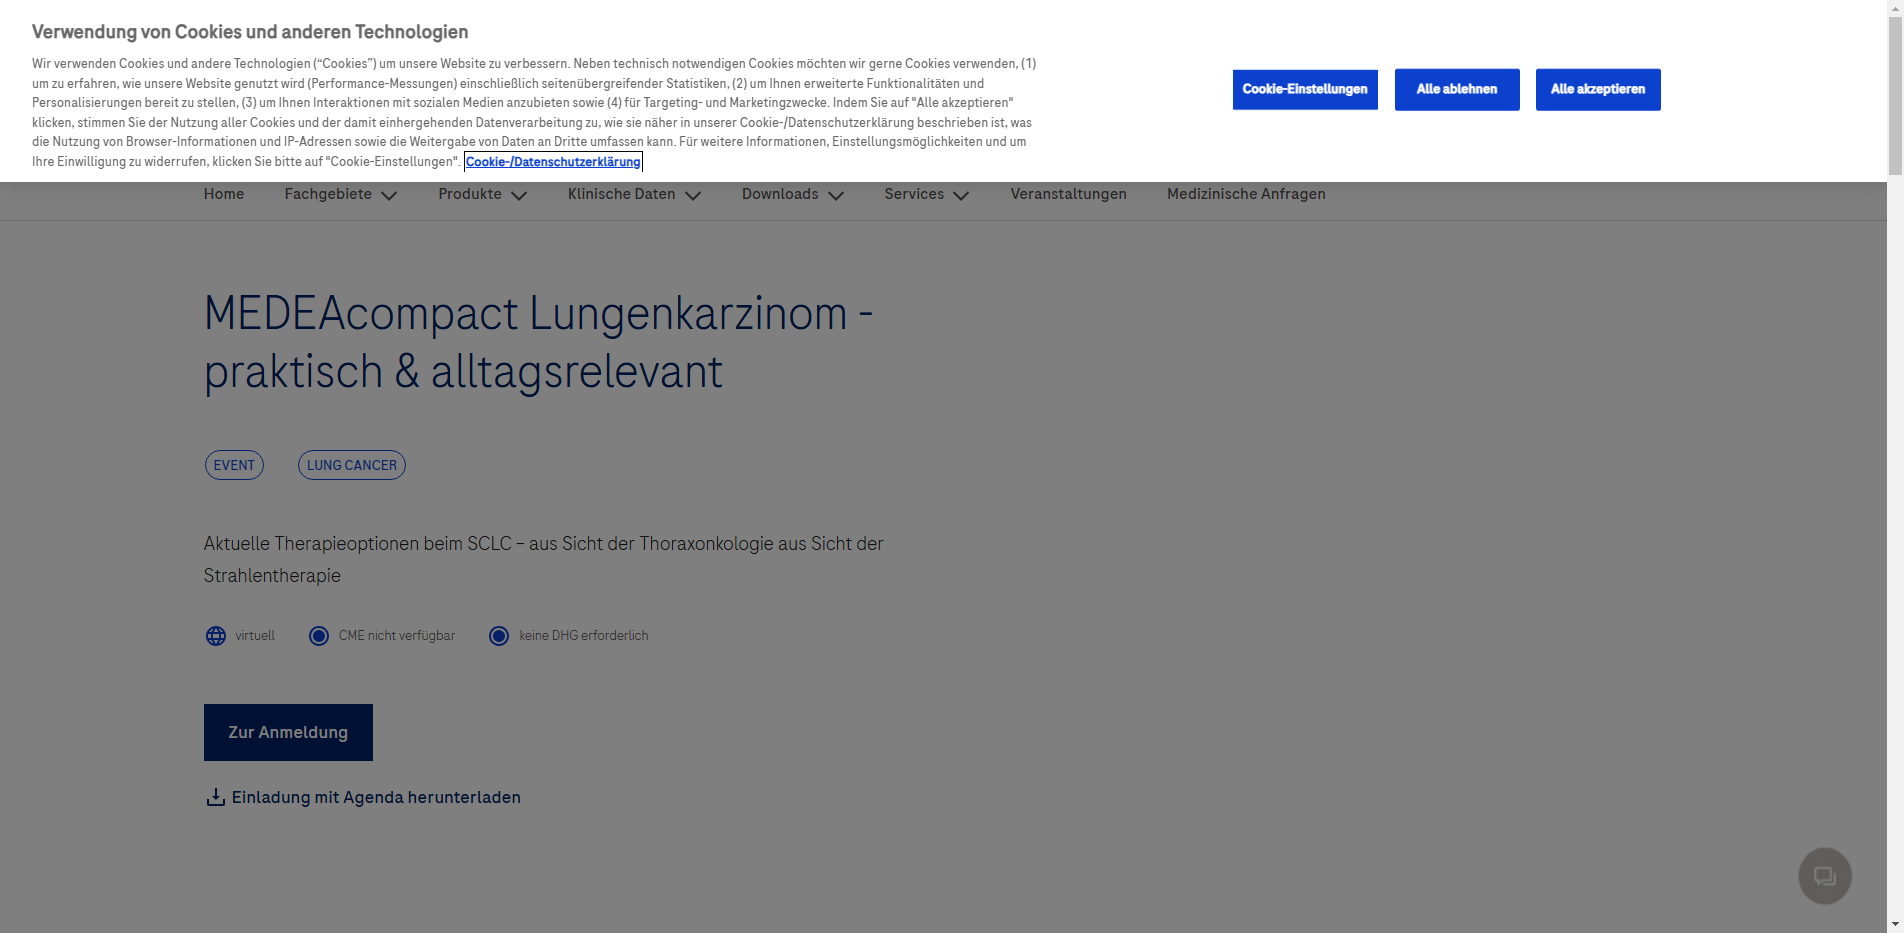 Verwendung von Cookies und anderen Technologien
Wir verwenden Cookies und andere Technologien (“Cookies”) um unsere Website zu verbessern. Neben technisch notwendigen Cookies möchten wir gerne Cookies verwenden, (1)
um zu erfahren, wie unsere Website genutzt wird (Performance-Messungen) einschließlich seitenübergreifender Statistiken, (2) um Ihnen erweiterte Funktionalitäten und
Personalisierungen bereit zu stellen, (3) um Ihnen Interaktionen mit sozialen Medien anzubieten sowie (4) für Targeting- und Marketingzwecke. Indem Sie auf "Alle akzeptieren"
klicken, stimmen Sie der Nutzung aller Cookies und der damit einhergehenden Datenverarbeitung zu, wie sie näher in unserer Cookie-/Datenschutzerklärung beschrieben ist, was
die Nutzung von Browser-Informationen und IP-Adressen sowie die Weitergabe von Daten an Dritte umfassen kann. Für weitere Informationen, Einstellungsmöglichkeiten und um
Ihre Einwilligung zu widerrufen, klicken Sie bitte auf "Cookie-Einstellungen". Cookie-/Datenschutzerklärung
Cookie-Einstellungen Alle ablehnen Alle akzeptieren
Home Fachgebiete Produkte Klinische Daten Downloads Services Veranstaltungen Medizinische Anfragen
MEDEAcompact Lungenkarzinom -
praktisch & alltagsrelevant
EVENT LUNG CANCER
Aktuelle Therapieoptionen beim SCLC – aus Sicht der Thoraxonkologie aus Sicht der
Strahlentherapie
virtuell CME nicht verfügbar keine DHG erforderlich
Zur Anmeldung
Einladung mit Agenda herunterladen